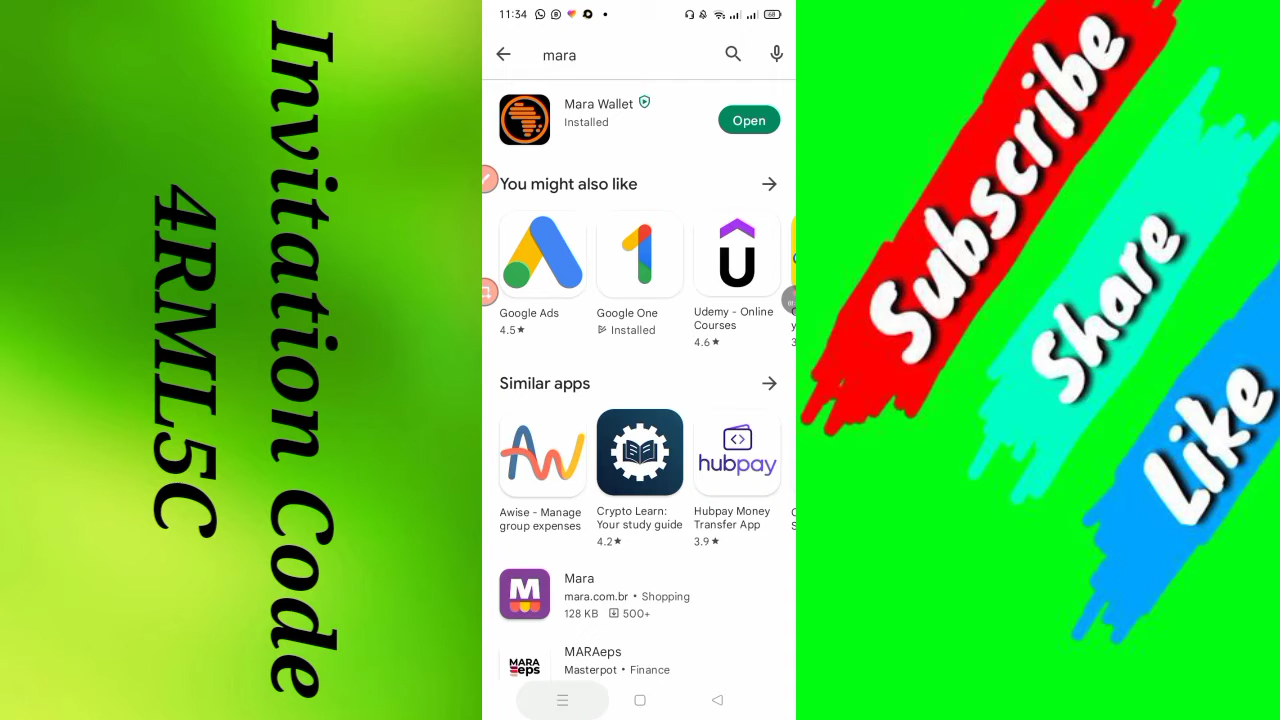 Invitation Code
4RML5C
11:34
68
mara
Mara Wallet
Installed
Open
You might also like
Google Ads
4.5★
Google One
Installed
Udemy - Online
Courses
4.6★
Similar apps
Awise - Manage
group expenses
Crypto Learn:
Your study guide
4.2★
hubpay
Hubpay Money
Transfer App
3.9★
M
Mara
mara.com.br • Shopping
128 KB 500+
MARA
eps
MARAeps
Masterpot • Finance
Subscribe
Share
Like